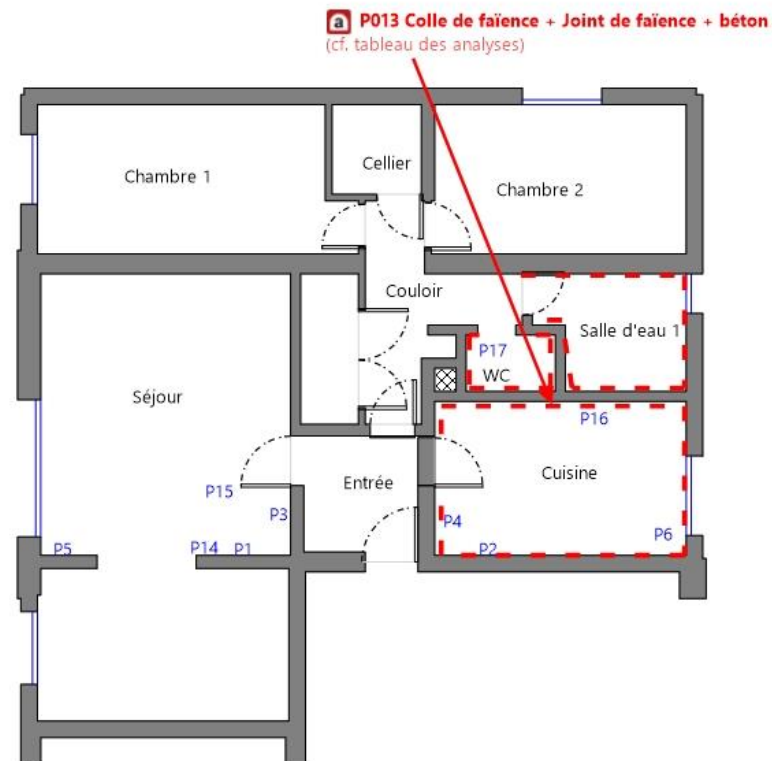 a P013 Colle de faïence + Joint de faïence + béton
(cf. tableau des analyses)
Cellier
Chambre 1
Chambre 2
Couloir
Salle d'eau 1
P17
WC
Séjour
P16
Cuisine
Entrée
P15
P3
P4
P6
P5
P14
P1
P2